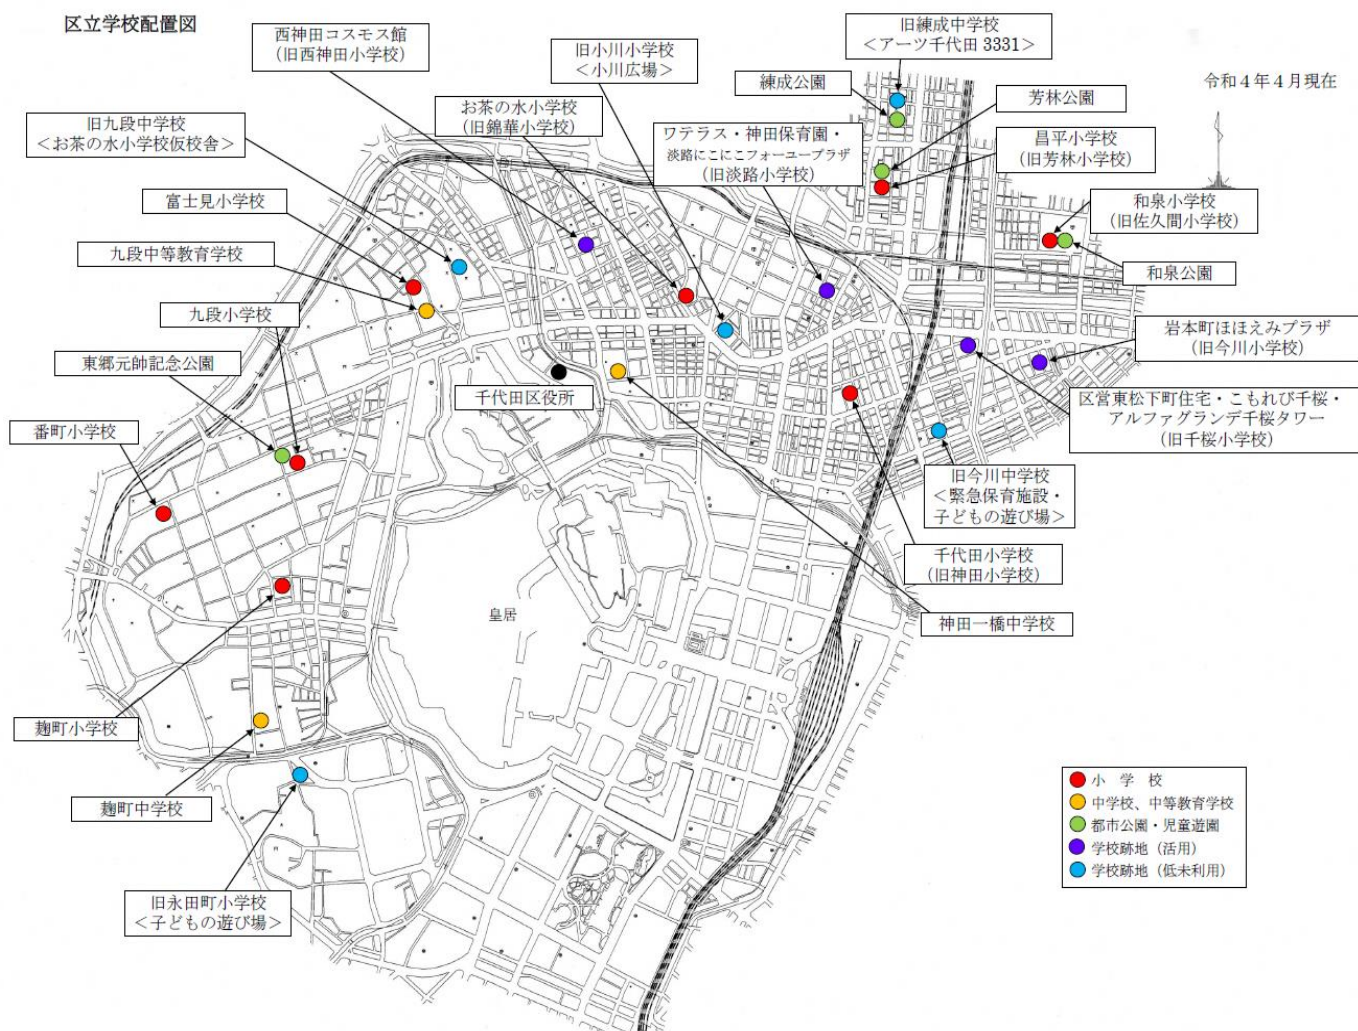 区立学校配置図
令和４年４月現在
西神田コスモス館
(旧西神田小学校)
旧小川小学校
＜小川広場＞
旧練成中学校
＜アーツ千代田 3331＞
練成公園
芳林公園
お茶の水小学校
(旧錦華小学校)
ワテラス・神田保育園・
淡路にこにこフォーユープラザ
(旧淡路小学校)
昌平小学校
(旧芳林小学校)
旧九段中学校
＜お茶の水小学校仮校舎＞
富士見小学校
和泉小学校
(旧佐久間小学校)
九段中等教育学校
和泉公園
九段小学校
岩本町ほほえみプラザ
(旧今川小学校)
東郷元帥記念公園
千代田区役所
区営東松下町住宅・こもれび千桜・
アルファグランデ千桜タワー
(旧千桜小学校)
番町小学校
旧今川中学校
＜緊急保育施設・
子どもの遊び場＞
千代田小学校
(旧神田小学校)
皇居
神田一橋中学校
麹町小学校
麹町中学校
旧永田町小学校
＜子どもの遊び場＞
小　学　校
中学校、中等教育学校
都市公園・児童遊園
学校跡地（活用）
学校跡地（低未利用）